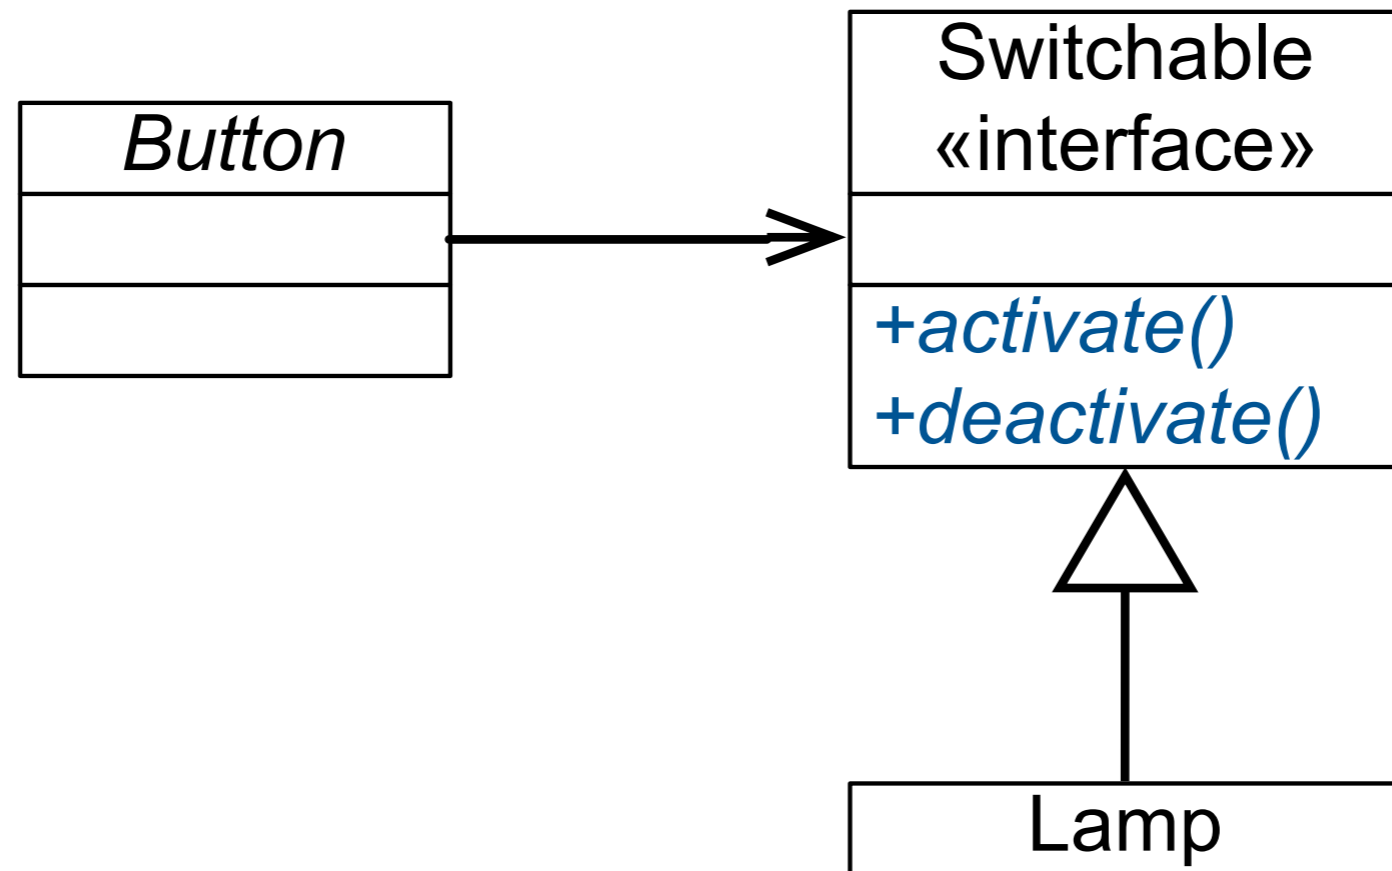 Button
Switchable
«interface»
+activate()
+deactivate()
Lamp